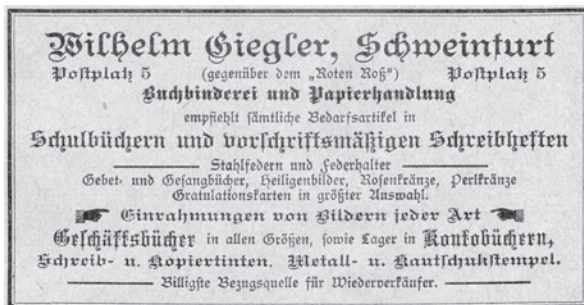 Wilhelm Giegler, Schweinfurt
Postplatz 5 (gegenüber dem „Roten Roß“) Postplatz 5
Buchbinderei und Papierhandlung
empfiehlt sämtliche Bedarfsartikel in
Schulbüchern und vorschriftsmäßigen Schreibheften
Stahlfedern und Federhalter
Gebet- und Gesangbücher, Heiligenbilder, Rosenkränze, Perlkränze
Gratulationskarten in größter Auswahl.
Einrahmungen von Bildern jeder Art
Geschäftsbücher in allen Größen, sowie Lager in Kontobüchern,
Schreib- u. Kopiertinten. Metall- u. Kautschukstempel.
Billigste Bezugsquelle für Wiederverkäufer.